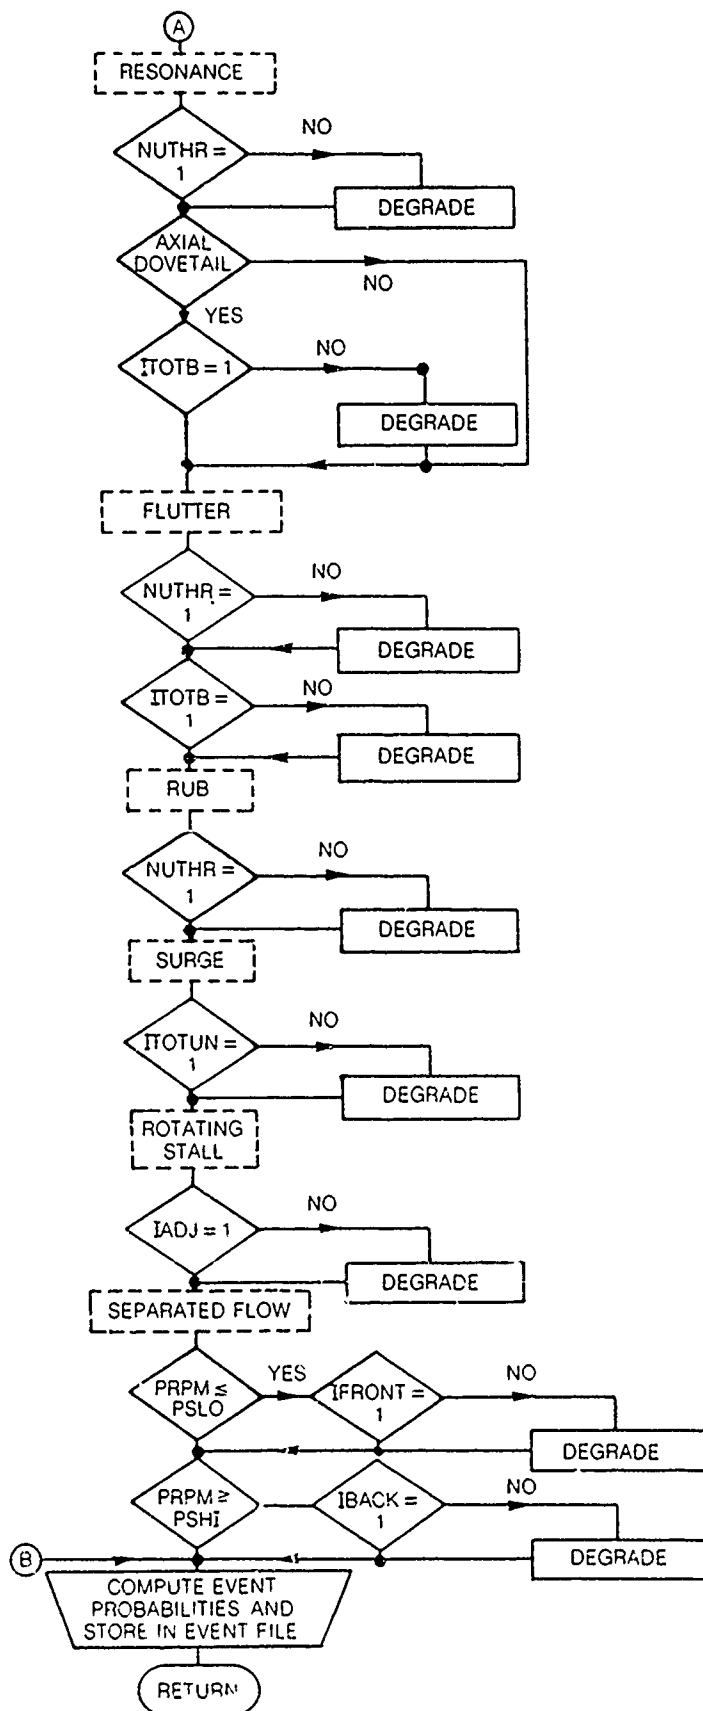 A
RESONANCE
NO
NUTHR =
1
DEGRADE
AXIAL
DOVETAIL
NO
YES
NO
ITOTB = 1
DEGRADE
FLUTTER
NO
NUTHR =
1
DEGRADE
NO
ITOTB =
1
DEGRADE
RUB
NO
NUTHR =
1
DEGRADE
SURGE
NO
ITOTUN =
1
DEGRADE
ROTATING
STALL
NO
IADJ = 1
DEGRADE
SEPARATED FLOW
YES
NO
PRPM ≤
PSLO
IFRONT =
1
DEGRADE
NO
PRPM ≥
PSHI
IBACK =
1
DEGRADE
B
COMPUTE EVENT
PROBABILITIES AND
STORE IN EVENT FILE
RETURN